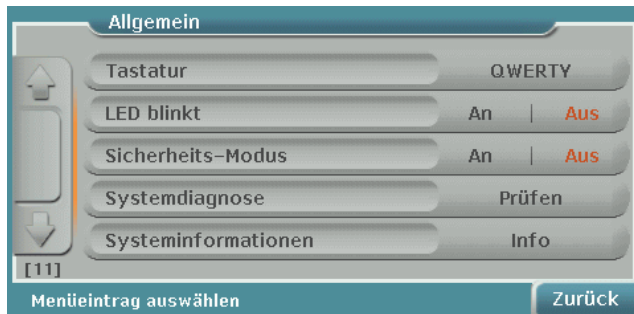 Allgemein
Tastatur QWERTY
LED blinkt An | Aus
Sicherheits-Modus An | Aus
Systemdiagnose Prüfen
Systeminformationen Info
[11]
Menüeintrag auswählen Zurück